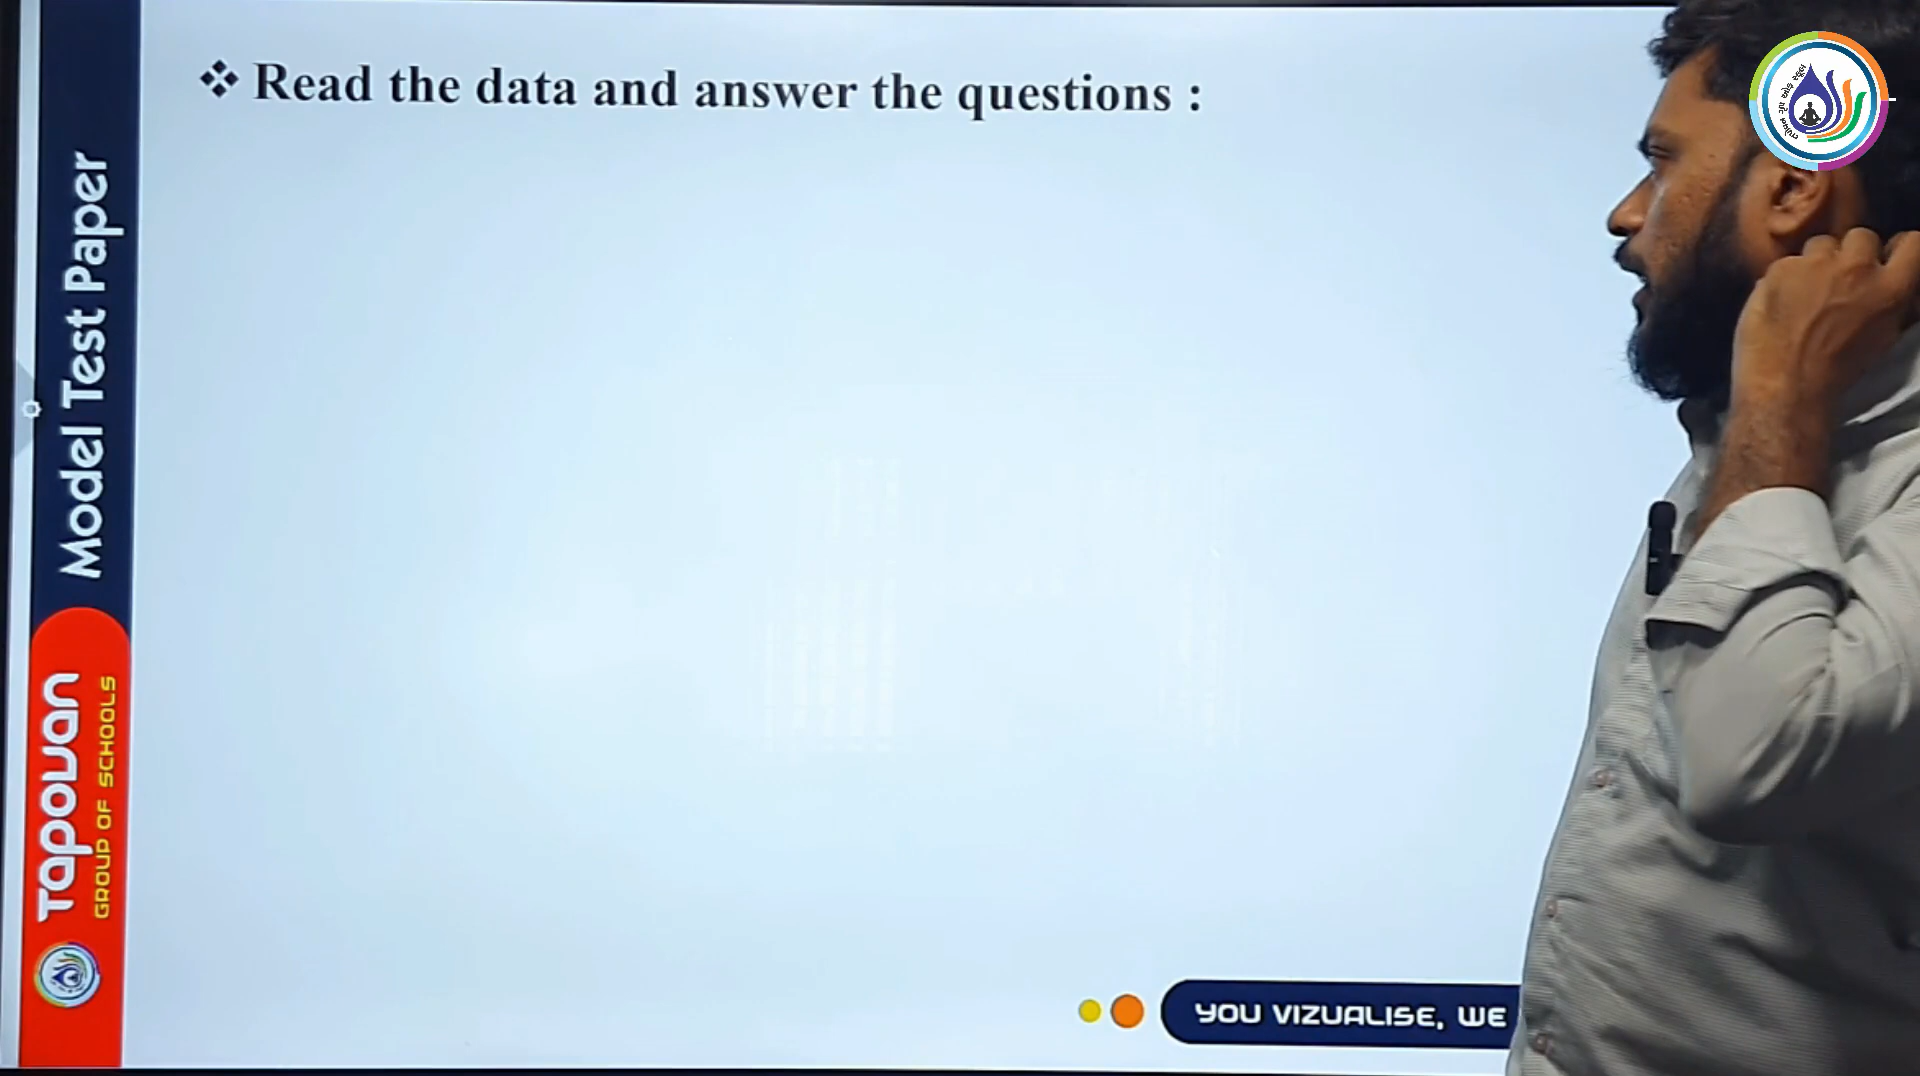 ❖ Read the data and answer the questions :
Model Test Paper
Tapovan
GROUP OF SCHOOLS
YOU VIZUALISE, WE